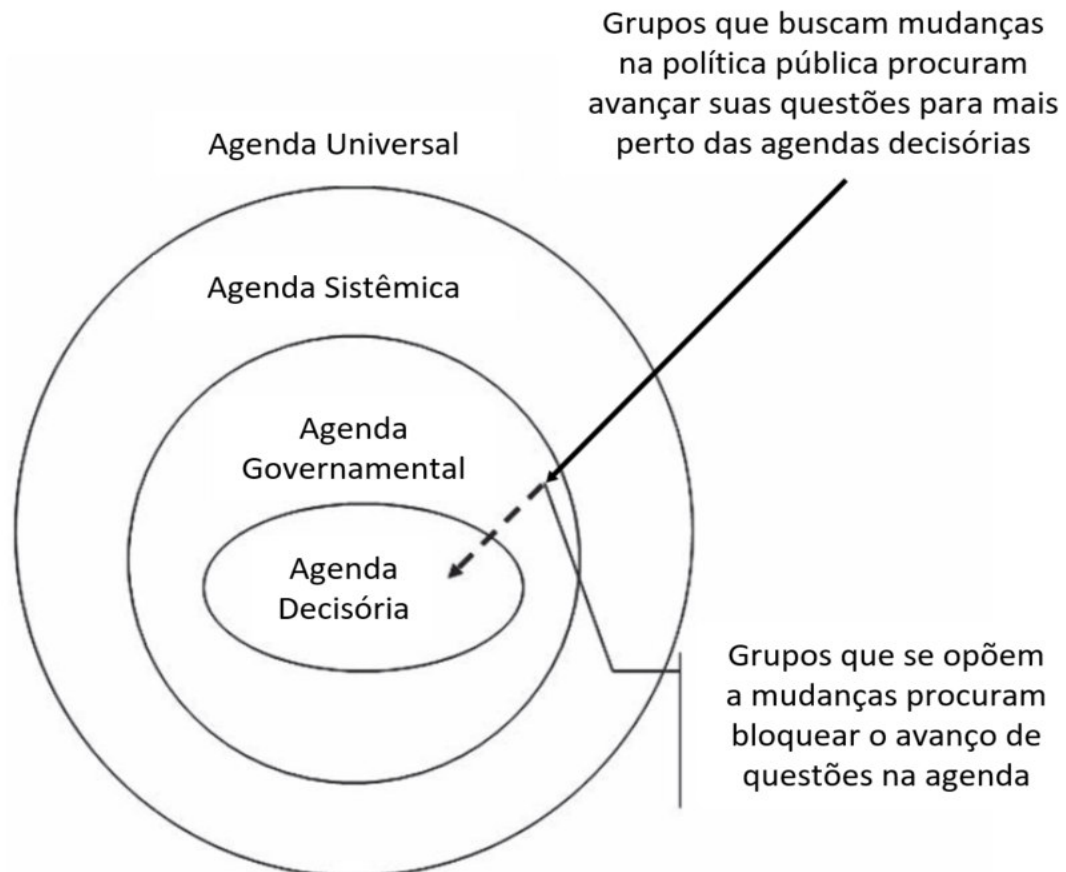 Grupos que buscam mudanças
na política pública procuram
avançar suas questões para mais
perto das agendas decisórias
Agenda Universal
Agenda Sistêmica
Agenda
Governamental
Agenda
Decisória
Grupos que se opõem
a mudanças procuram
bloquear o avanço de
questões na agenda